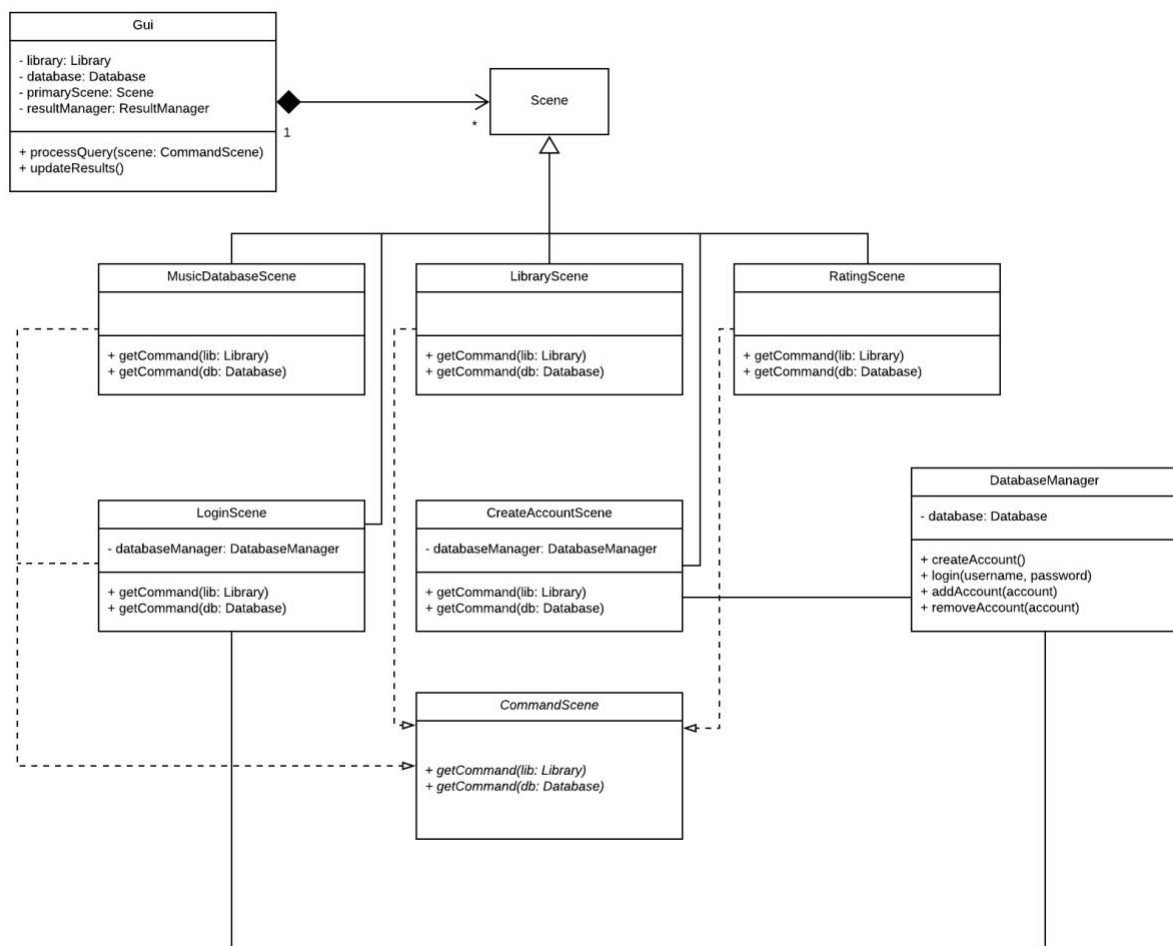 Gui
- library: Library
- database: Database
- primaryScene: Scene
- resultManager: ResultManager
+ processQuery(scene: CommandScene)
+ updateResults()
1
*
Scene
MusicDatabaseScene
+ getCommand(lib: Library)
+ getCommand(db: Database)
LibraryScene
+ getCommand(lib: Library)
+ getCommand(db: Database)
RatingScene
+ getCommand(lib: Library)
+ getCommand(db: Database)
LoginScene
- databaseManager: DatabaseManager
+ getCommand(lib: Library)
+ getCommand(db: Database)
CreateAccountScene
- databaseManager: DatabaseManager
+ getCommand(lib: Library)
+ getCommand(db: Database)
DatabaseManager
- database: Database
+ createAccount()
+ login(username, password)
+ addAccount(account)
+ removeAccount(account)
CommandScene
+ getCommand(lib: Library)
+ getCommand(db: Database)